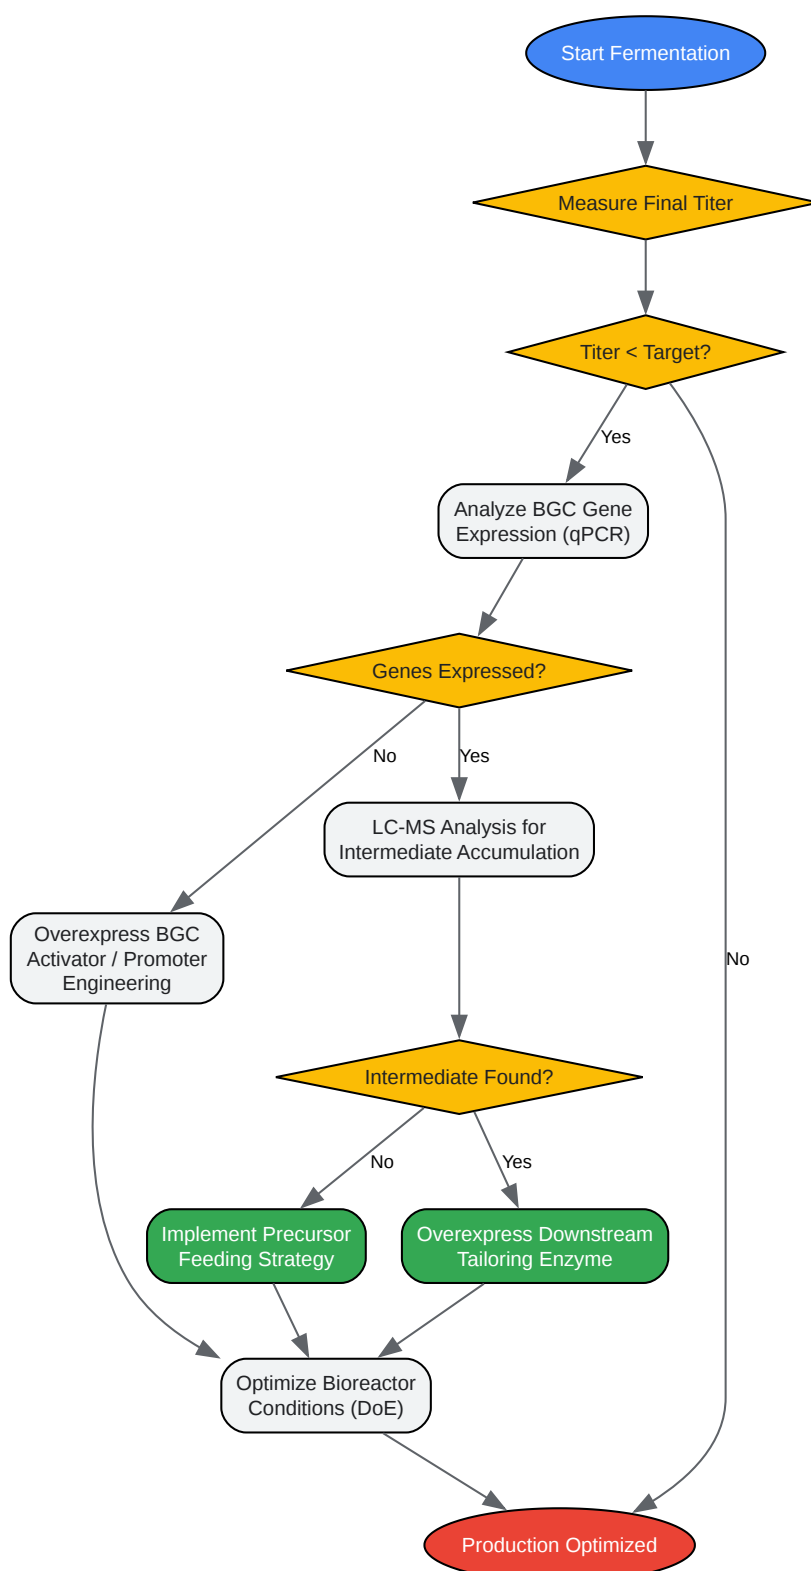 Start Fermentation
Measure Final Titer
Titer < Target?
Yes
Analyze BGC Gene
Expression (qPCR)
Genes Expressed?
No
Yes
LC-MS Analysis for
Intermediate Accumulation
Overexpress BGC
Activator / Promoter
Engineering
No
Intermediate Found?
No
Yes
Implement Precursor
Feeding Strategy
Overexpress Downstream
Tailoring Enzyme
Optimize Bioreactor
Conditions (DoE)
Production Optimized